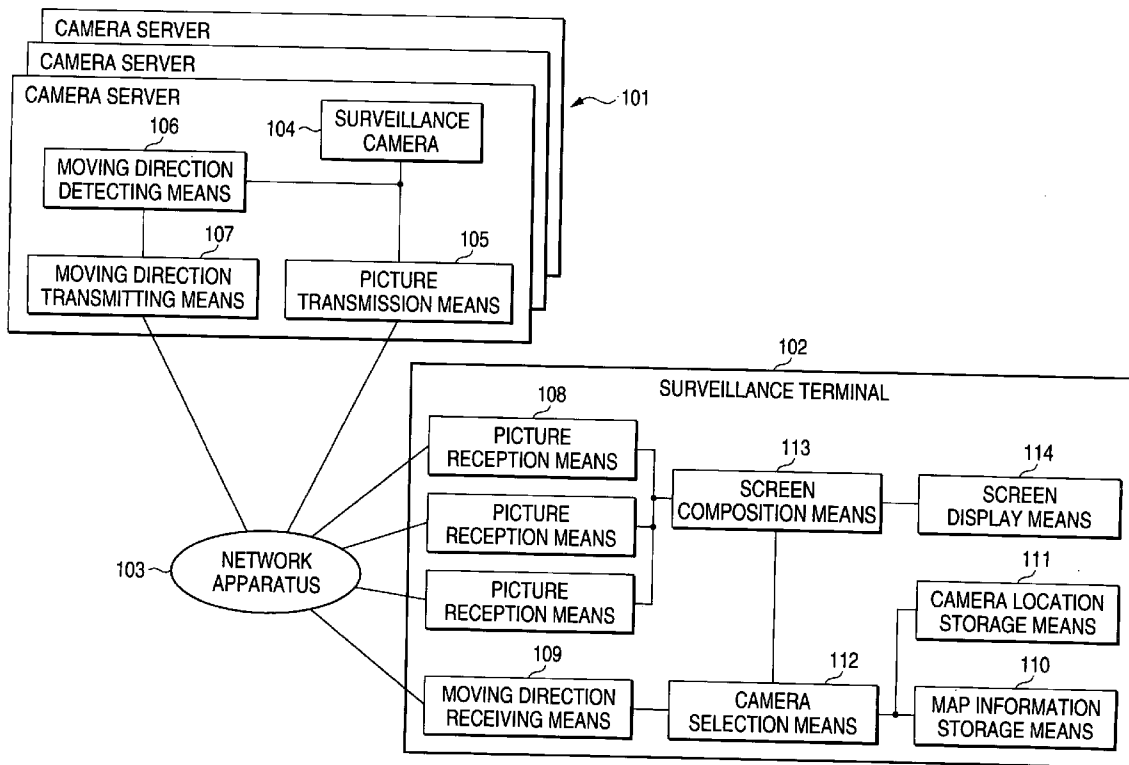 CAMERA SERVER
CAMERA SERVER
CAMERA SERVER
101
104
SURVEILLANCE
CAMERA
106
MOVING DIRECTION
DETECTING MEANS
107
MOVING DIRECTION
TRANSMITTING MEANS
105
PICTURE
TRANSMISSION MEANS
102
SURVEILLANCE TERMINAL
108
PICTURE
RECEPTION MEANS
PICTURE
RECEPTION MEANS
PICTURE
RECEPTION MEANS
113
SCREEN
COMPOSITION MEANS
114
SCREEN
DISPLAY MEANS
103
NETWORK
APPARATUS
111
CAMERA LOCATION
STORAGE MEANS
109
MOVING DIRECTION
RECEIVING MEANS
112
CAMERA
SELECTION MEANS
110
MAP INFORMATION
STORAGE MEANS